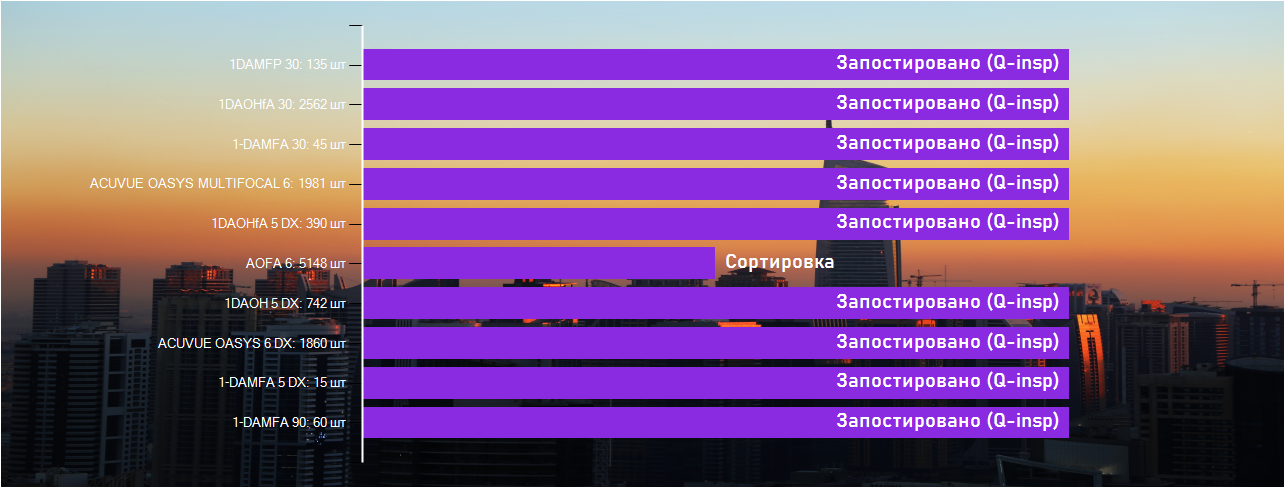 1DAMFP 30: 135 шт Запостировано (Q-insp)
1DAOHfA 30: 2562 шт Запостировано (Q-insp)
1-DAMFA 30: 45 шт Запостировано (Q-insp)
ACUVUE OASYS MULTIFOCAL 6: 1981 шт Запостировано (Q-insp)
1DAOHfA 5 DX: 390 шт Запостировано (Q-insp)
AOFA 6: 5148 шт Сортировка
1DAOH 5 DX: 742 шт Запостировано (Q-insp)
ACUVUE OASYS 6 DX: 1860 шт Запостировано (Q-insp)
1-DAMFA 5 DX: 15 шт Запостировано (Q-insp)
1-DAMFA 90: 60 шт Запостировано (Q-insp)